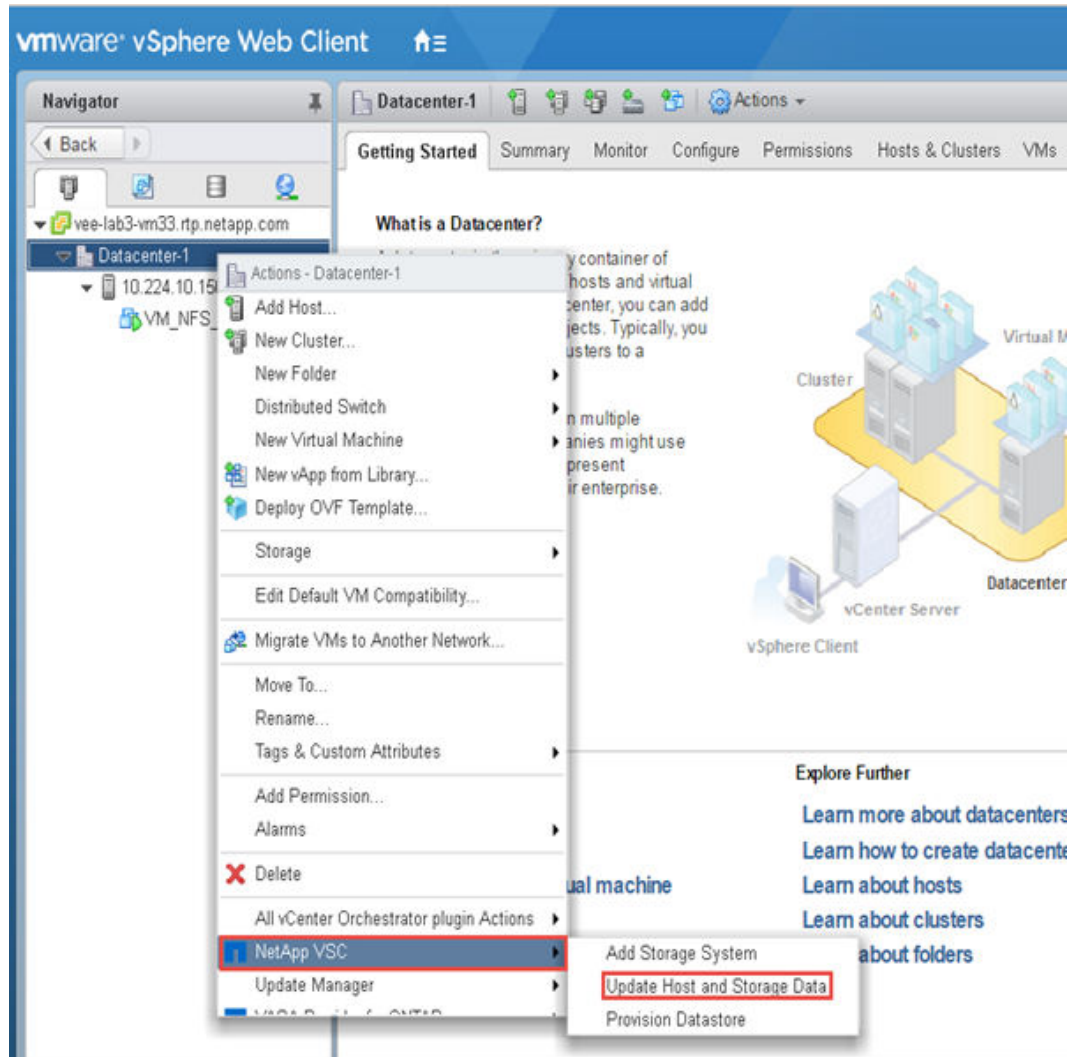 vmware® vSphere Web Client
Navigator
Back
vee-lab3-vm33.rtp.netapp.com
Datacenter-1
10.224.10.15
VM_NFS_
Datacenter-1
Actions
Getting Started Summary Monitor Configure Permissions Hosts & Clusters VMs
What is a Datacenter?
container of
hosts and virtual
you can add
Typically, you
to a
multiple
might use
present
enterprise.
Cluster
Virtual M
Datacenter
vCenter Server
vSphere Client
Actions - Datacenter-1
Add Host...
New Cluster...
New Folder
Distributed Switch
New Virtual Machine
New vApp from Library...
Deploy OVF Template...
Storage
Edit Default VM Compatibility...
Migrate VMs to Another Network...
Move To...
Rename...
Tags & Custom Attributes
Add Permission...
Alarms
Delete
All vCenter Orchestrator plugin Actions
NetApp VSC
Update Manager
Add Storage System
Update Host and Storage Data
Provision Datastore
machine
Explore Further
Learn more about datacenters
Learn how to create datacente
Learn about hosts
Learn about clusters
about folders